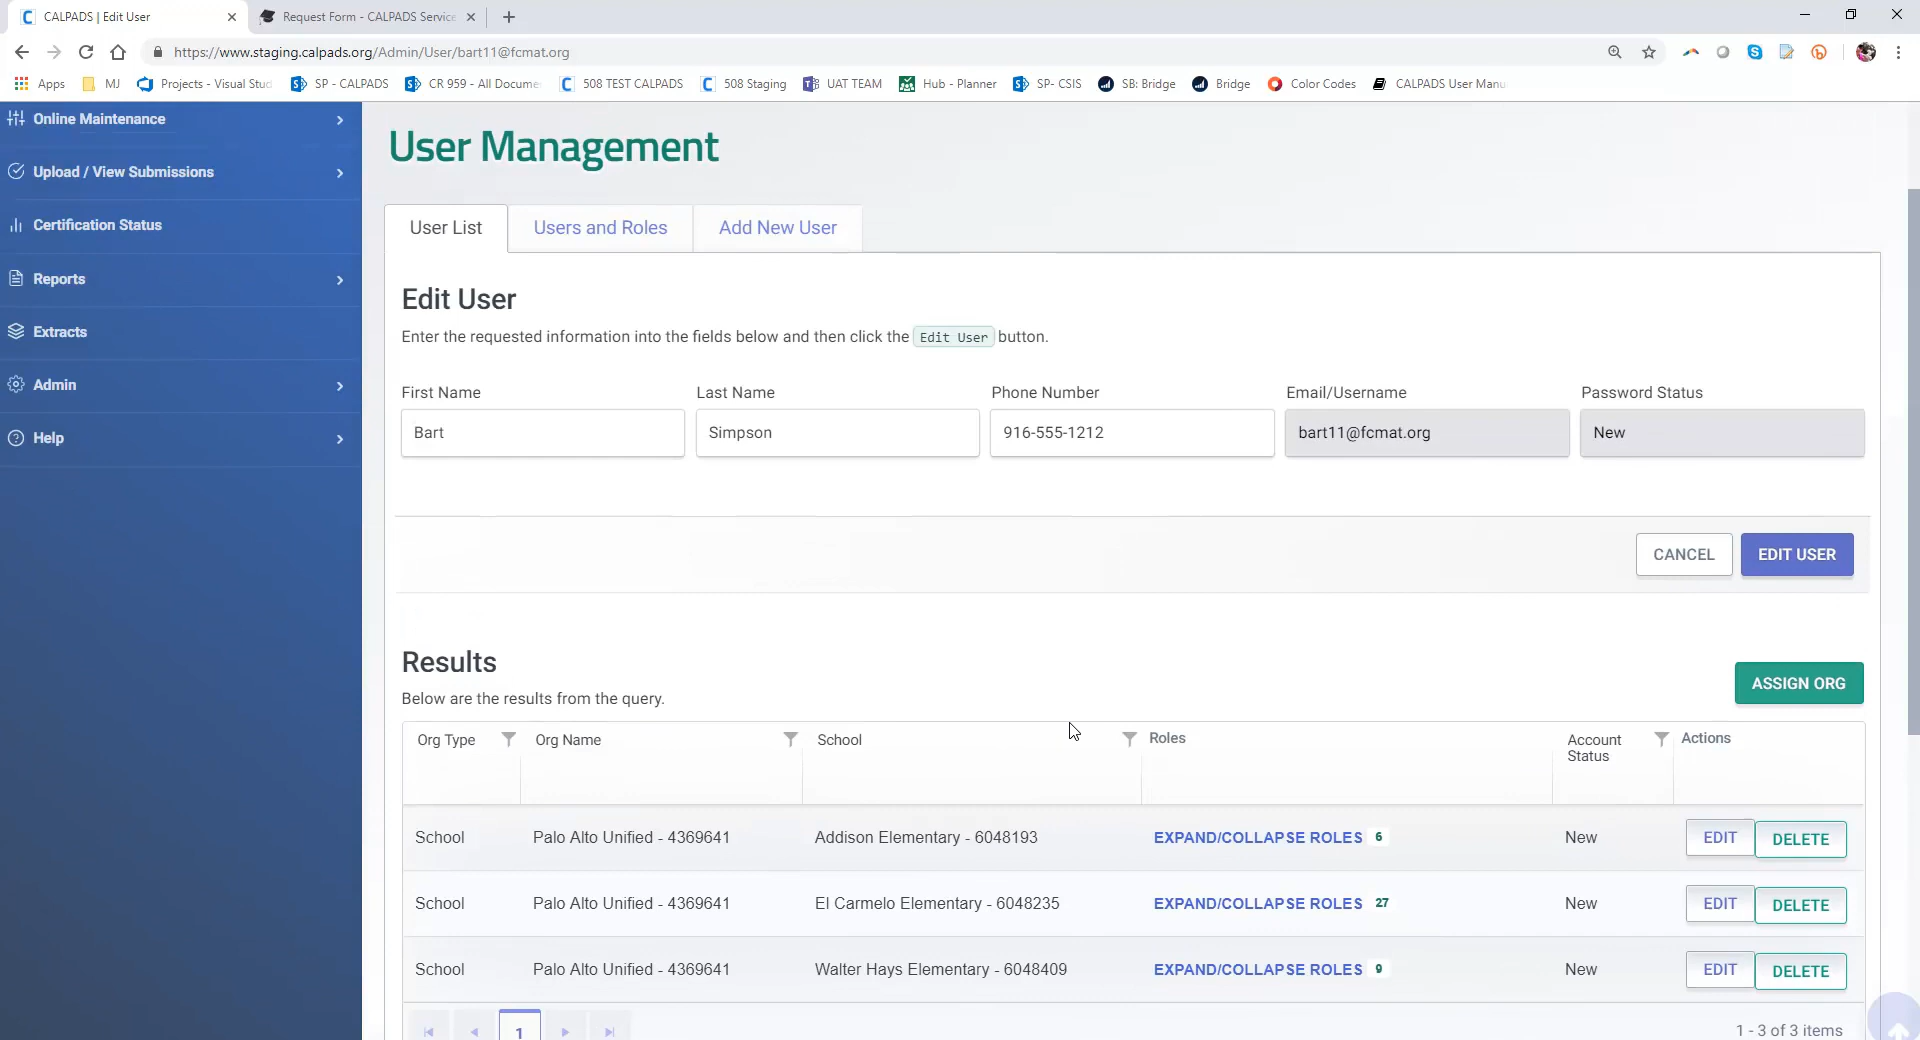 CALPADS | Edit User
Request Form - CALPADS Service
https://www.staging.calpads.org/Admin/User/bart11@fcmat.org
Apps MJ Projects - Visual Stud SP - CALPADS CR 959 - All Docume 508 TEST CALPADS 508 Staging UAT TEAM Hub - Planner SP- CSIS SB: Bridge Bridge Color Codes CALPADS User Manu
Online Maintenance
Upload / View Submissions
Certification Status
Reports
Extracts
Admin
Help
User Management
User List Users and Roles Add New User
Edit User
Enter the requested information into the fields below and then click the Edit User button.
First Name Last Name Phone Number Email/Username Password Status
Bart Simpson 916-555-1212 bart11@fcmat.org New
CANCEL EDIT USER
Results
Below are the results from the query.
ASSIGN ORG
Org Type Org Name School Roles Account Status Actions
School Palo Alto Unified - 4369641 Addison Elementary - 6048193 EXPAND/COLLAPSE ROLES 6 New EDIT DELETE
School Palo Alto Unified - 4369641 El Carmelo Elementary - 6048235 EXPAND/COLLAPSE ROLES 27 New EDIT DELETE
School Palo Alto Unified - 4369641 Walter Hays Elementary - 6048409 EXPAND/COLLAPSE ROLES 9 New EDIT DELETE
1 1 - 3 of 3 items